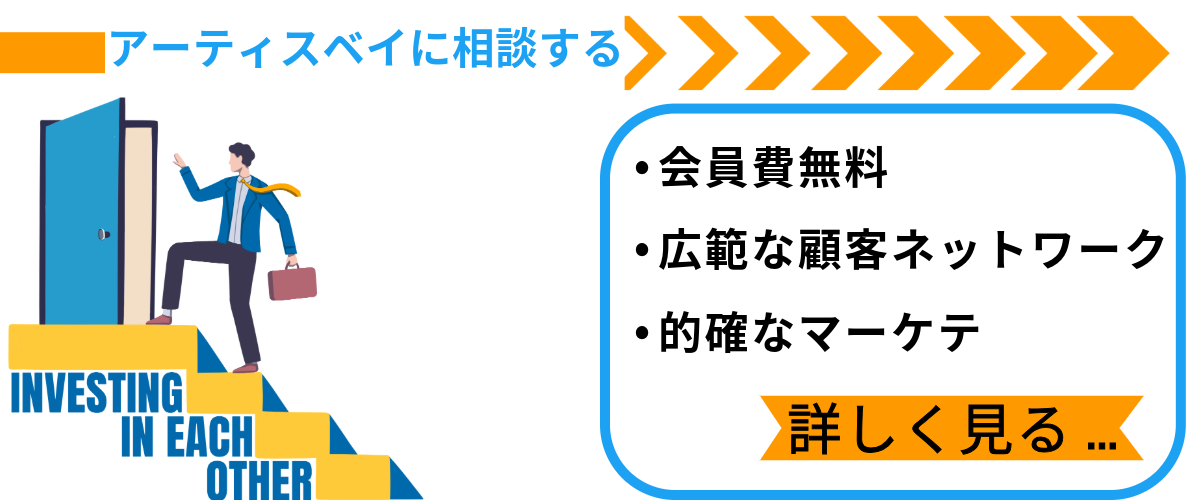 アーティスベイに相談する
・会員費無料
・広範な顧客ネットワーク
・的確なマーケテ
詳しく見る ...
INVESTING
IN EACH
OTHER